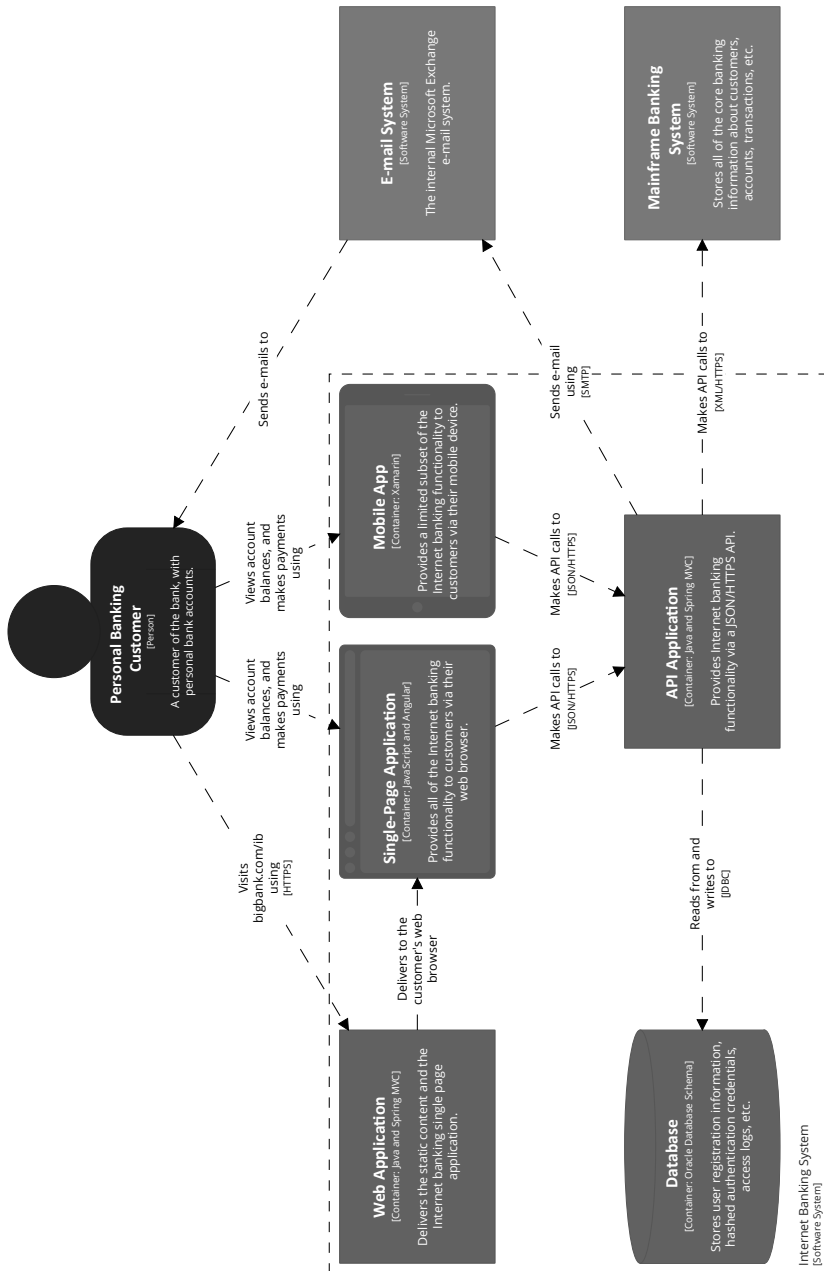 Personal Banking
Customer
[Person]
A customer of the bank, with
personal bank accounts.
Visits
bigbank.com/ib
using
[HTTPS]
Views account
balances, and
makes payments
using
Views account
balances, and
makes payments
using
Sends e-mails to
Web Application
[Container: Java and Spring MVC]
Delivers the static content and the
Internet banking single page
application.
Delivers to the
customer's web
browser
Single-Page Application
[Container: JavaScript and Angular]
Provides all of the Internet banking
functionality to customers via their
web browser.
Mobile App
[Container: Xamarin]
Provides a limited subset of the
Internet banking functionality to
customers via their mobile device.
E-mail System
[Software System]
The internal Microsoft Exchange
e-mail system.
Makes API calls to
[JSON/HTTPS]
Makes API calls to
[JSON/HTTPS]
Sends e-mail
using
[SMTP]
Database
[Container: Oracle Database Schema]
Stores user registration information,
hashed authentication credentials,
access logs, etc.
Reads from and
writes to
[JDBC]
API Application
[Container: Java and Spring MVC]
Provides Internet banking
functionality via a JSON/HTTPS API.
Makes API calls to
[XML/HTTPS]
Mainframe Banking
System
[Software System]
Stores all of the core banking
information about customers,
accounts, transactions, etc.
Internet Banking System
[Software System]